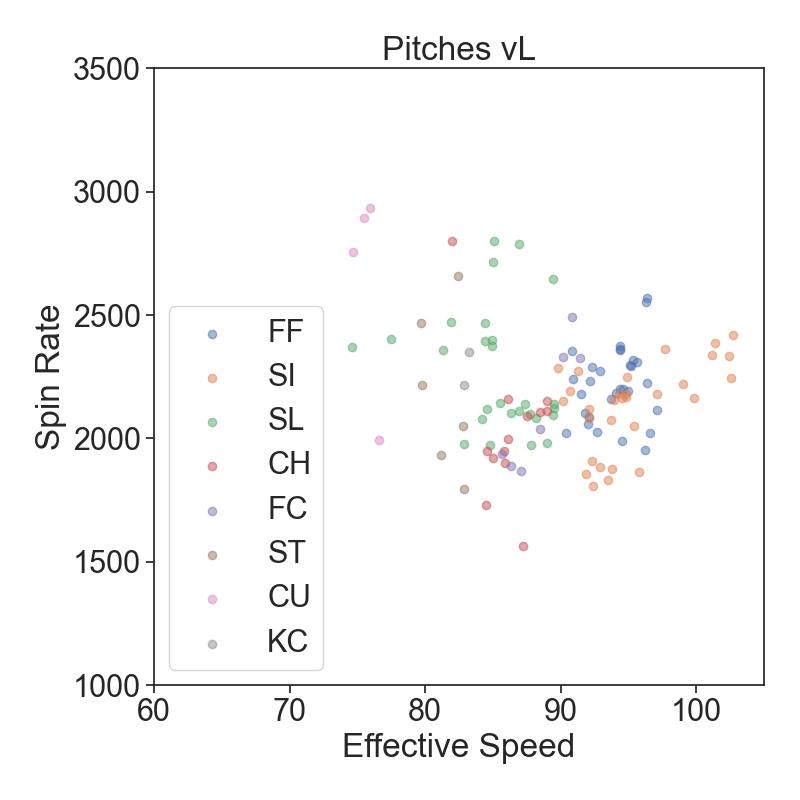 Pitches vL
3500
3000
2500
2000
1500
1000
Spin Rate
FF
SI
SL
CH
FC
ST
CU
KC
60 70 80 90 100
Effective Speed